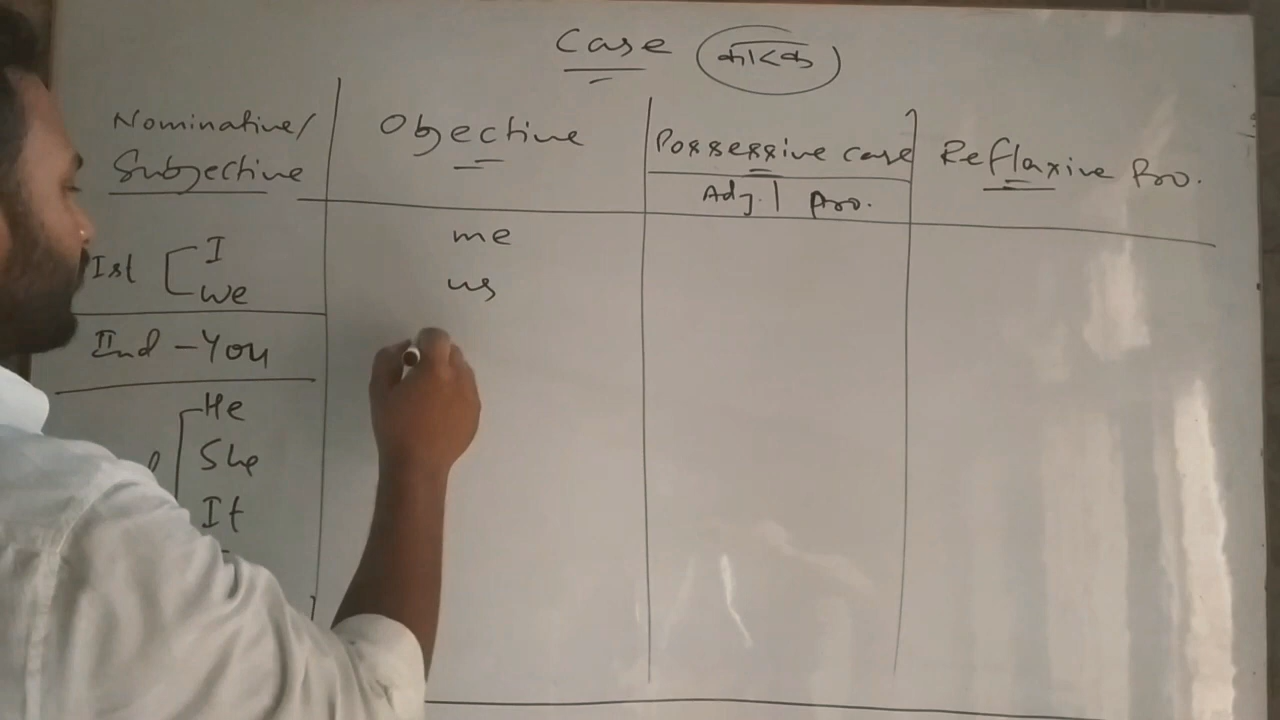 Case (कारक)
Nominative/
Subjective
Objective
Possessive case
Adj. | Pro.
Reflaxive Pro.
Ist
I
We
me
us
IInd - You
He
She
It